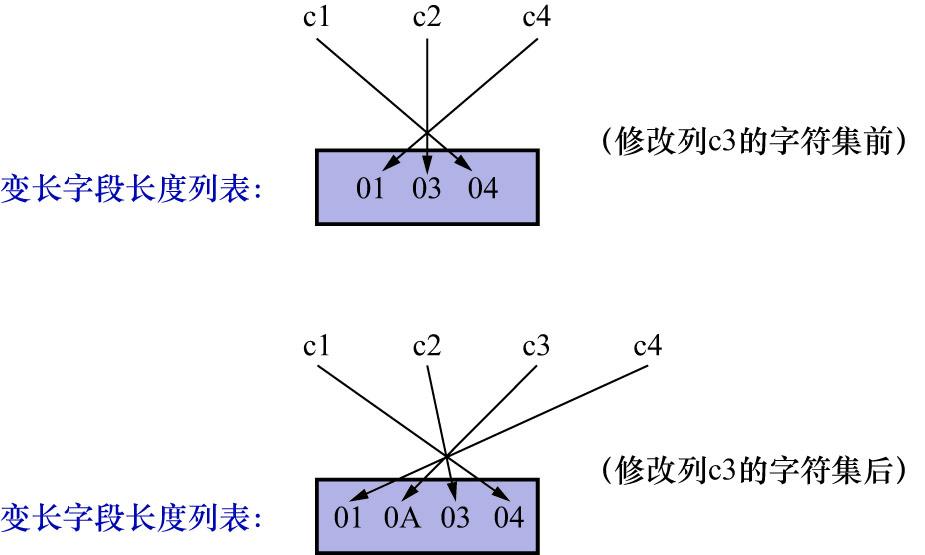 c1 c2 c4
（修改列c3的字符集前）
变长字段长度列表：
01 03 04
c1 c2 c3 c4
（修改列c3的字符集后）
变长字段长度列表：
01 0A 03 04